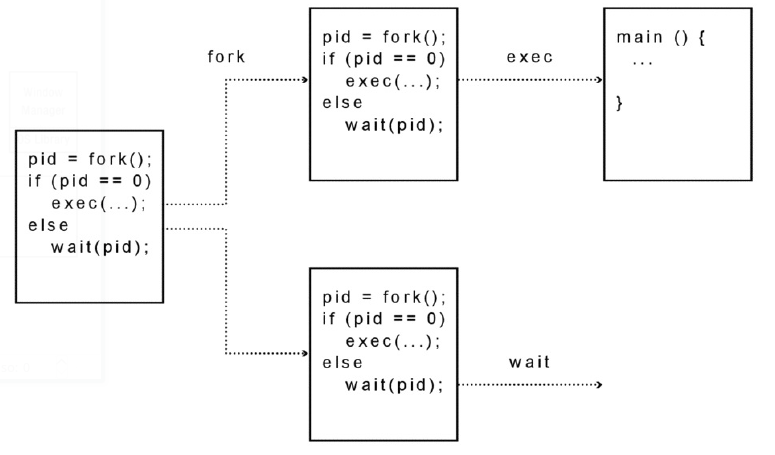 fork
pid = fork();
if (pid == 0)
exec(...);
else
wait(pid);
exec
main () {
...
}
pid = fork();
if (pid == 0)
exec(...);
else
wait(pid);
pid = fork();
if (pid == 0)
exec(...);
else
wait(pid);
wait